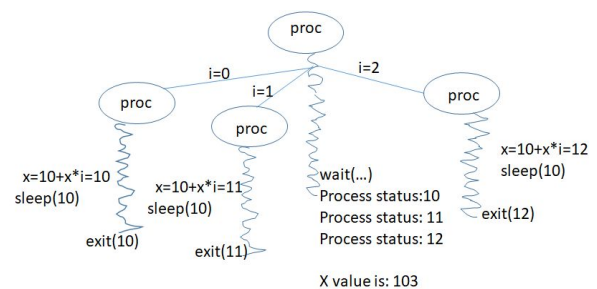 proc
i=0
i=2
i=1
proc
proc
proc
x=10+x*i=10
sleep(10)
exit(10)
x=10+x*i=11
sleep(10)
exit(11)
wait(...)
Process status:10
Process status: 11
Process status: 12
X value is: 103
x=10+x*i=12
sleep(10)
exit(12)